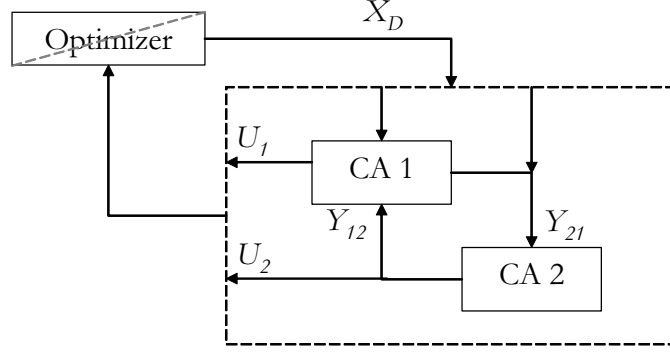 X_D
Optimizer
U_1
CA 1
Y_12
Y_21
U_2
CA 2